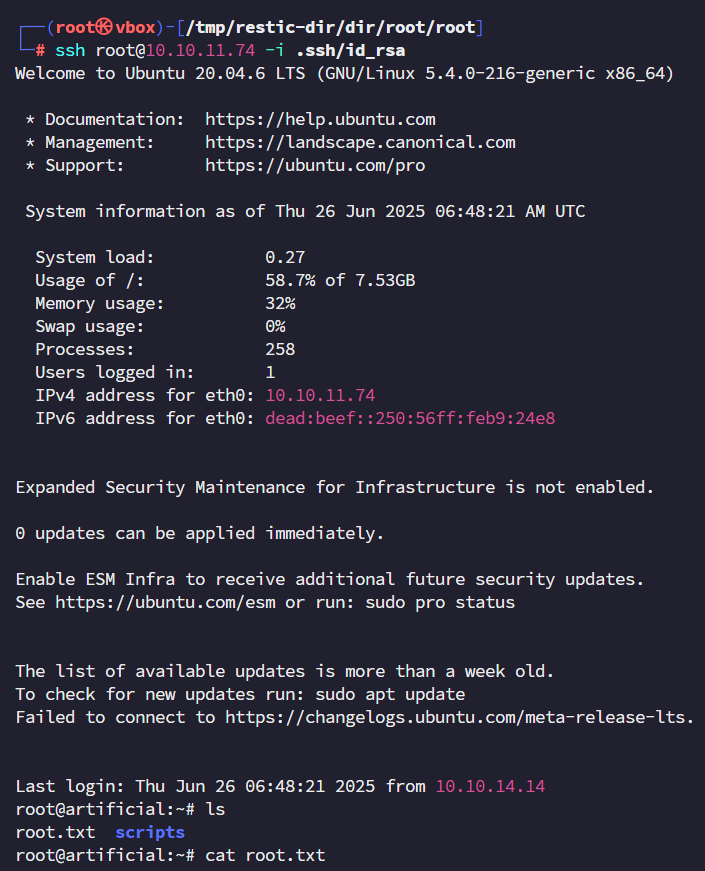 ┌──(root㉿vbox)-[/tmp/restic-dir/dir/root/root]
└─# ssh root@10.10.11.74 -i .ssh/id_rsa
Welcome to Ubuntu 20.04.6 LTS (GNU/Linux 5.4.0-216-generic x86_64)

 * Documentation:  https://help.ubuntu.com
 * Management:     https://landscape.canonical.com
 * Support:        https://ubuntu.com/pro

 System information as of Thu 26 Jun 2025 06:48:21 AM UTC

  System load:           0.27
  Usage of /:            58.7% of 7.53GB
  Memory usage:          32%
  Swap usage:            0%
  Processes:             258
  Users logged in:       1
  IPv4 address for eth0: 10.10.11.74
  IPv6 address for eth0: dead:beef::250:56ff:feb9:24e8


Expanded Security Maintenance for Infrastructure is not enabled.

0 updates can be applied immediately.

Enable ESM Infra to receive additional future security updates.
See https://ubuntu.com/esm or run: sudo pro status


The list of available updates is more than a week old.
To check for new updates run: sudo apt update
Failed to connect to https://changelogs.ubuntu.com/meta-release-lts.


Last login: Thu Jun 26 06:48:21 2025 from 10.10.14.14
root@artificial:~# ls
root.txt  scripts
root@artificial:~# cat root.txt